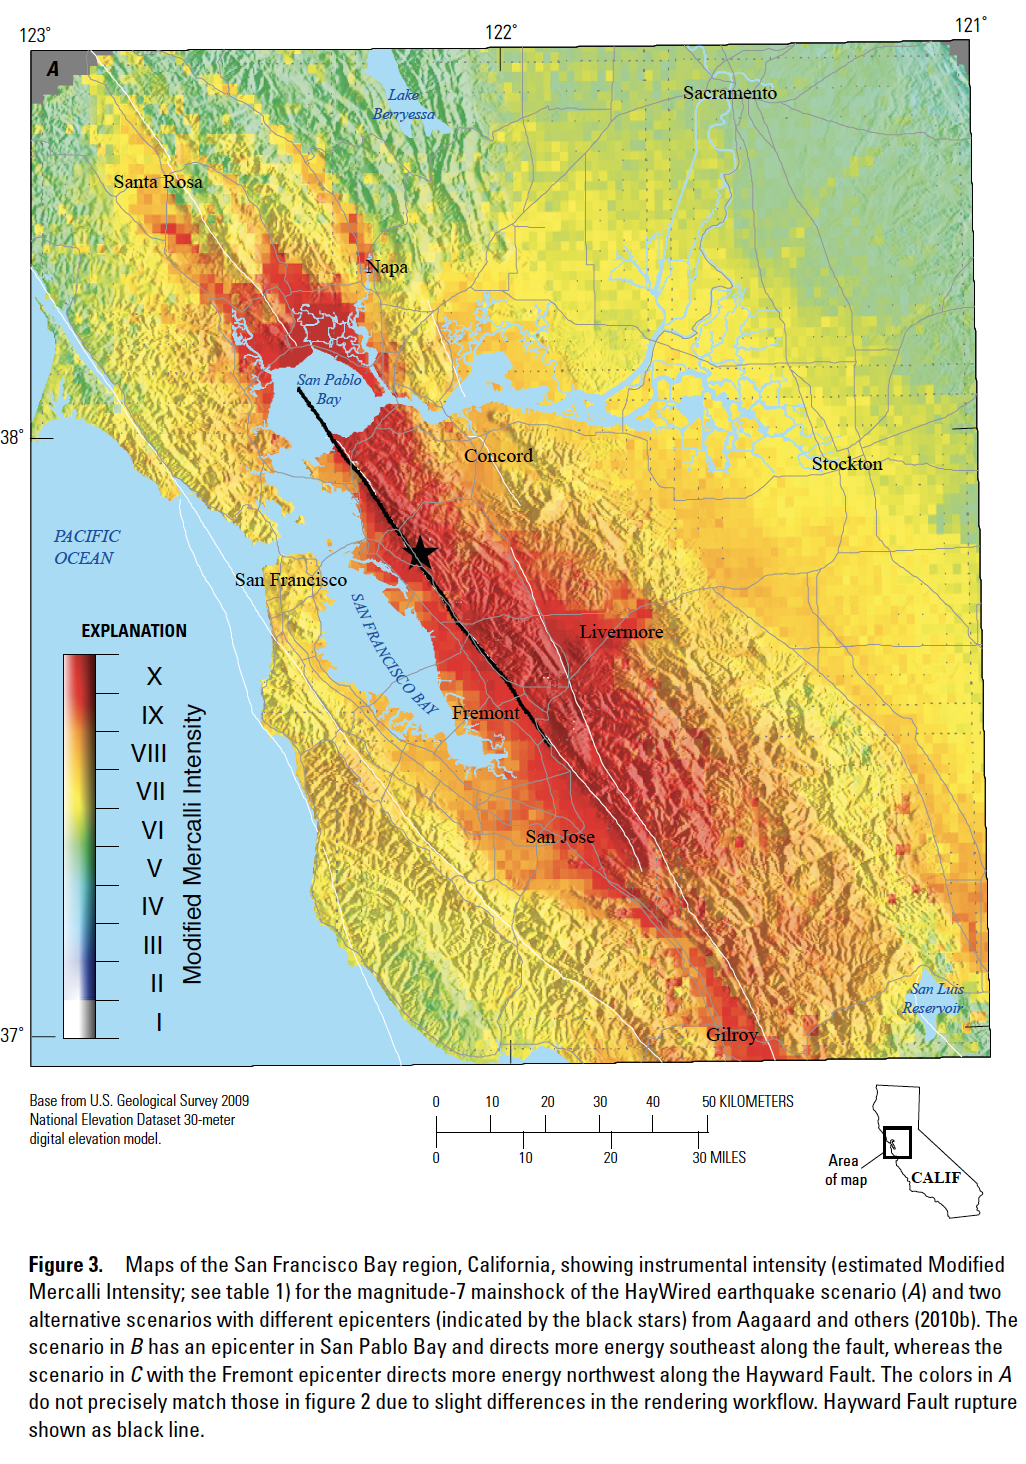 123°
122°
121°
A
Lake
Berryessa
Sacramento
Santa Rosa
Napa
San Pablo
Bay
38°
Concord
Stockton
PACIFIC
OCEAN
San Francisco
SAN FRANCISCO BAY
Livermore
Fremont
San Jose
San Luis
Reservoir
Gilroy
37°
EXPLANATION
X
IX
VIII
VII
VI
V
IV
III
II
I
Modified Mercalli Intensity
Base from U.S. Geological Survey 2009
National Elevation Dataset 30-meter
digital elevation model.
0 10 20 30 40 50 KILOMETERS
0 10 20 30 MILES
Area
of map
CALIF
Figure 3. Maps of the San Francisco Bay region, California, showing instrumental intensity (estimated Modified
Mercalli Intensity; see table 1) for the magnitude-7 mainshock of the HayWired earthquake scenario (A) and two
alternative scenarios with different epicenters (indicated by the black stars) from Aagaard and others (2010b). The
scenario in B has an epicenter in San Pablo Bay and directs more energy southeast along the fault, whereas the
scenario in C with the Fremont epicenter directs more energy northwest along the Hayward Fault. The colors in A
do not precisely match those in figure 2 due to slight differences in the rendering workflow. Hayward Fault rupture
shown as black line.